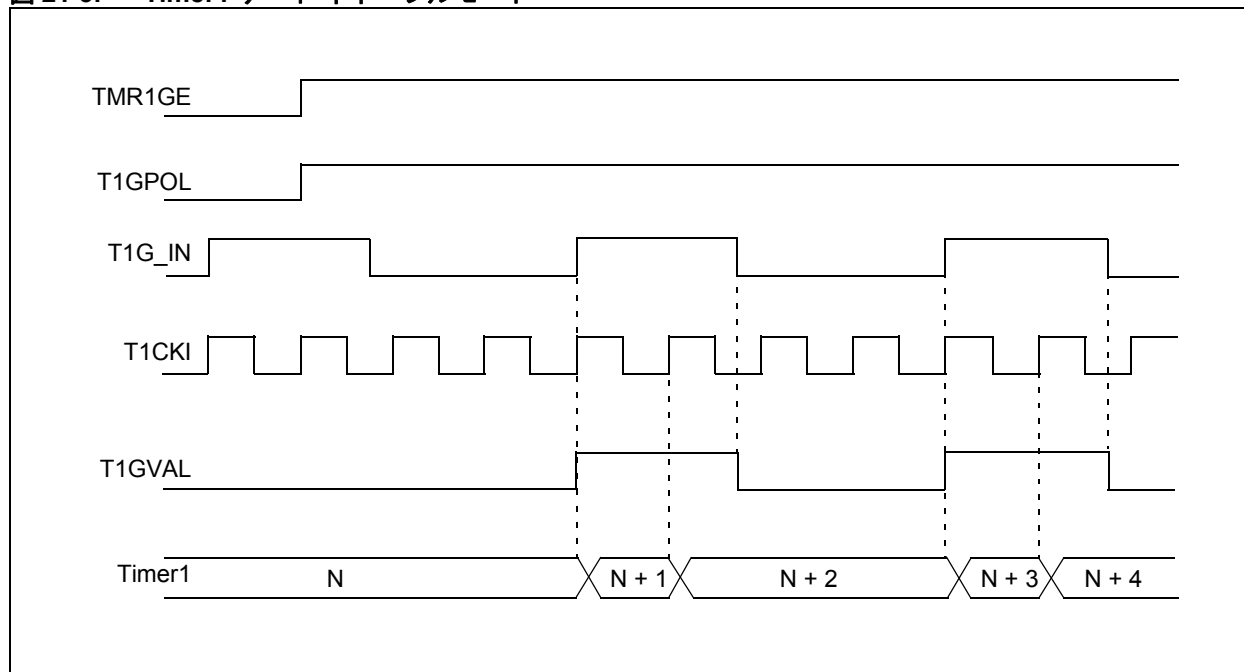 TMR1GE
T1GPOL
T1G_IN
T1CKI
T1GVAL
Timer1 N N + 1 N + 2 N + 3 N + 4